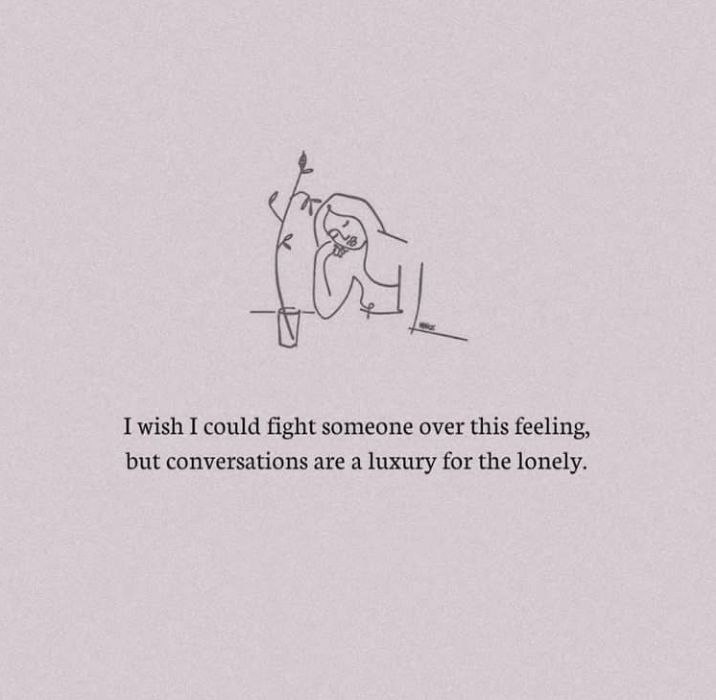 I wish I could fight someone over this feeling,
but conversations are a luxury for the lonely.